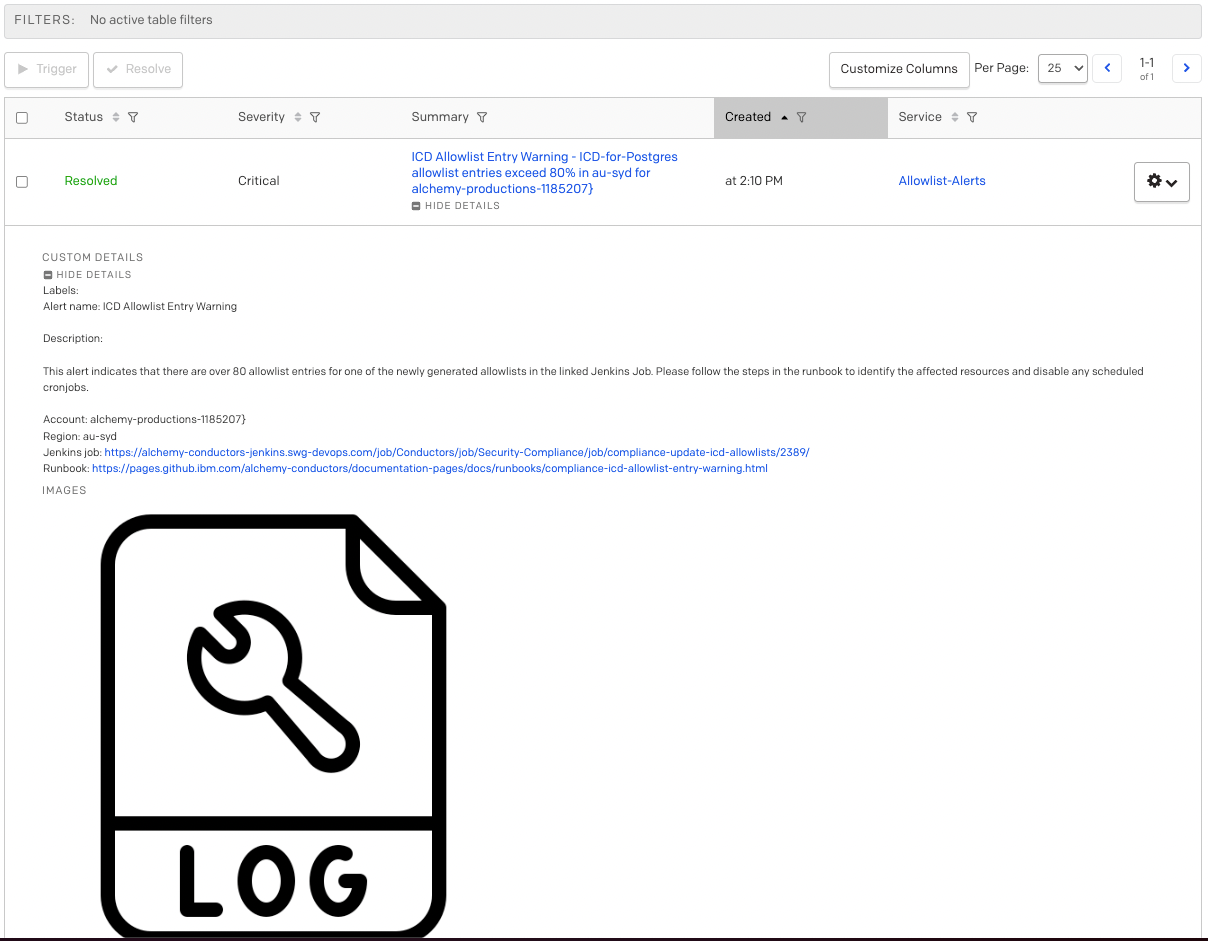 FILTERS: No active table filters
Trigger Resolve Customize Columns Per Page: 25 1-1
of 1
Status Severity Summary Created Service
ICD Allowlist Entry Warning - ICD-for-Postgres
allowlist entries exceed 80% in au-syd for
alchemy-productions-1185207}
Resolved Critical at 2:10 PM Allowlist-Alerts
HIDE DETAILS
CUSTOM DETAILS
HIDE DETAILS
Labels:
Alert name: ICD Allowlist Entry Warning
Description:
This alert indicates that there are over 80 allowlist entries for one of the newly generated allowlists in the linked Jenkins Job. Please follow the steps in the runbook to identify the affected resources and disable any scheduled
cronjobs.
Account: alchemy-productions-1185207}
Region: au-syd
Jenkins job: https://alchemy-conductors-jenkins.swg-devops.com/job/Conductors/job/Security-Compliance/job/compliance-update-icd-allowlists/2389/
Runbook: https://pages.github.ibm.com/alchemy-conductors/documentation-pages/docs/runbooks/compliance-icd-allowlist-entry-warning.html
IMAGES
LOG